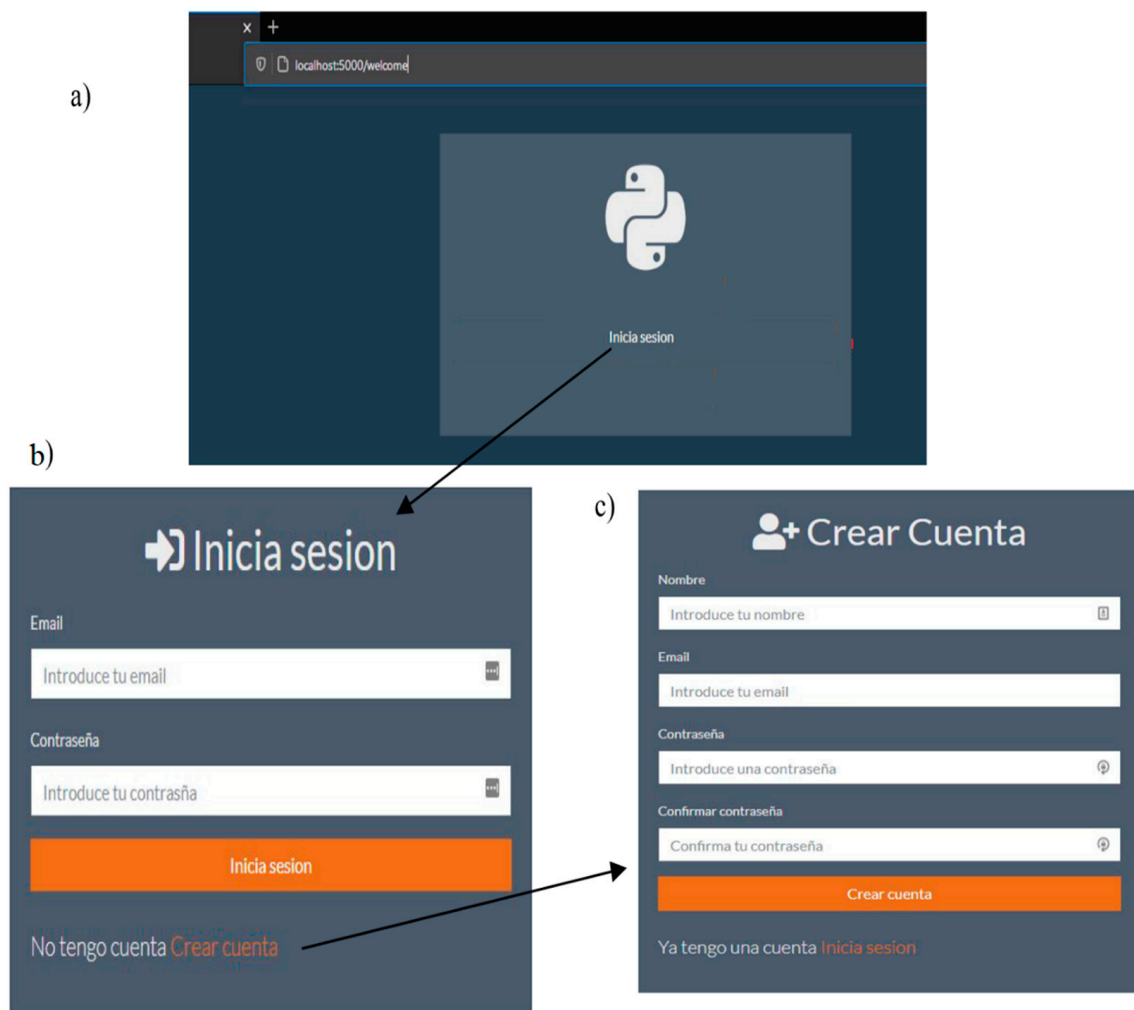 a)
localhost:5000/welcome
Inicia sesion
b)
Inicia sesion
Email
Introduce tu email
Contraseña
Introduce tu contrasña
Inicia sesion
No tengo cuenta Crear cuenta
c)
Crear Cuenta
Nombre
Introduce tu nombre
Email
Introduce tu email
Contraseña
Introduce una contraseña
Confirmar contraseña
Confirma tu contraseña
Crear cuenta
Ya tengo una cuenta Inicia sesion